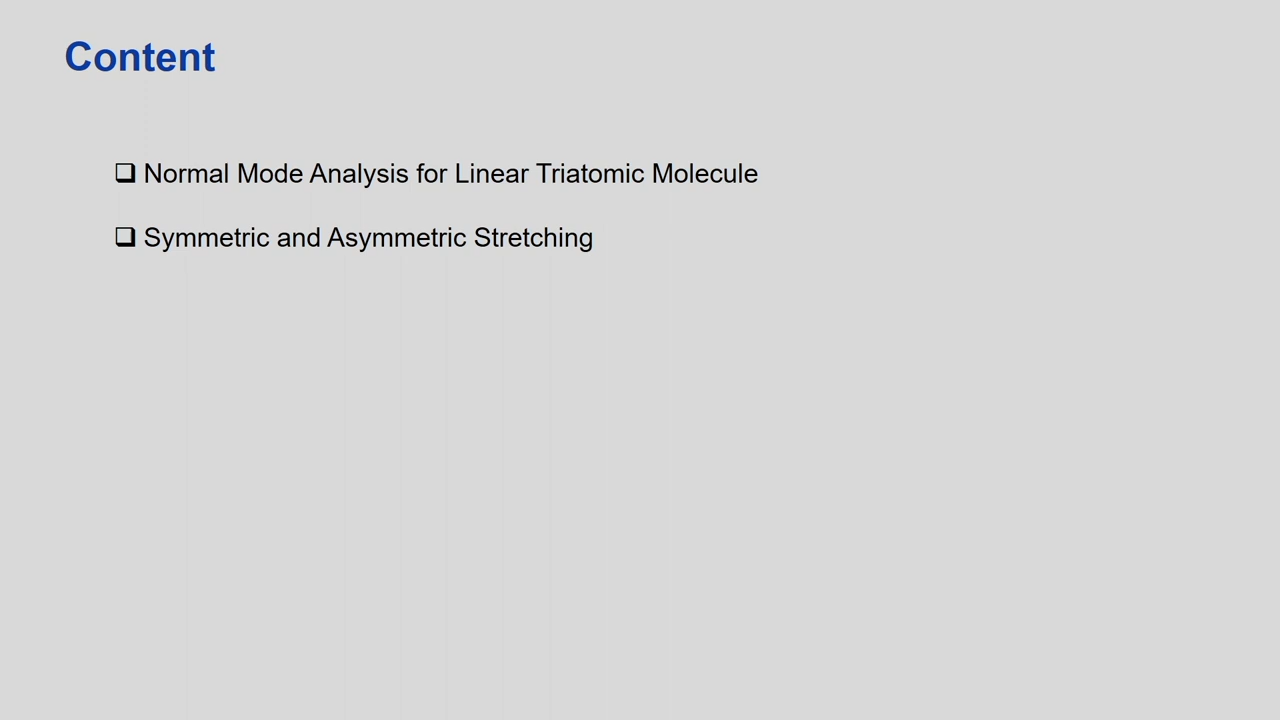 Content
❑ Normal Mode Analysis for Linear Triatomic Molecule
❑ Symmetric and Asymmetric Stretching